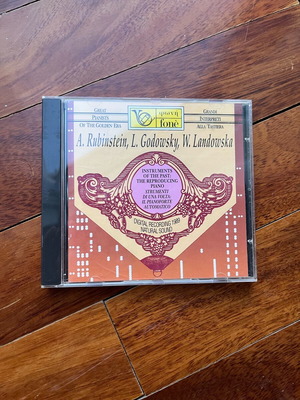 GREAT
PIANISTS
OF THE GOLDEN ERA
fonè
GRANDI
INTERPRETI
ALLA TASTIERA
A. Rubinstein, L. Godowsky, W. Landowska
INSTRUMENTS
OF THE PAST:
THE REPRODUCING
PIANO
STRUMENTI
DI UNA VOLTA:
IL PIANOFORTE
AUTOMATICO
DIGITAL RECORDING 1989
NATURAL SOUND